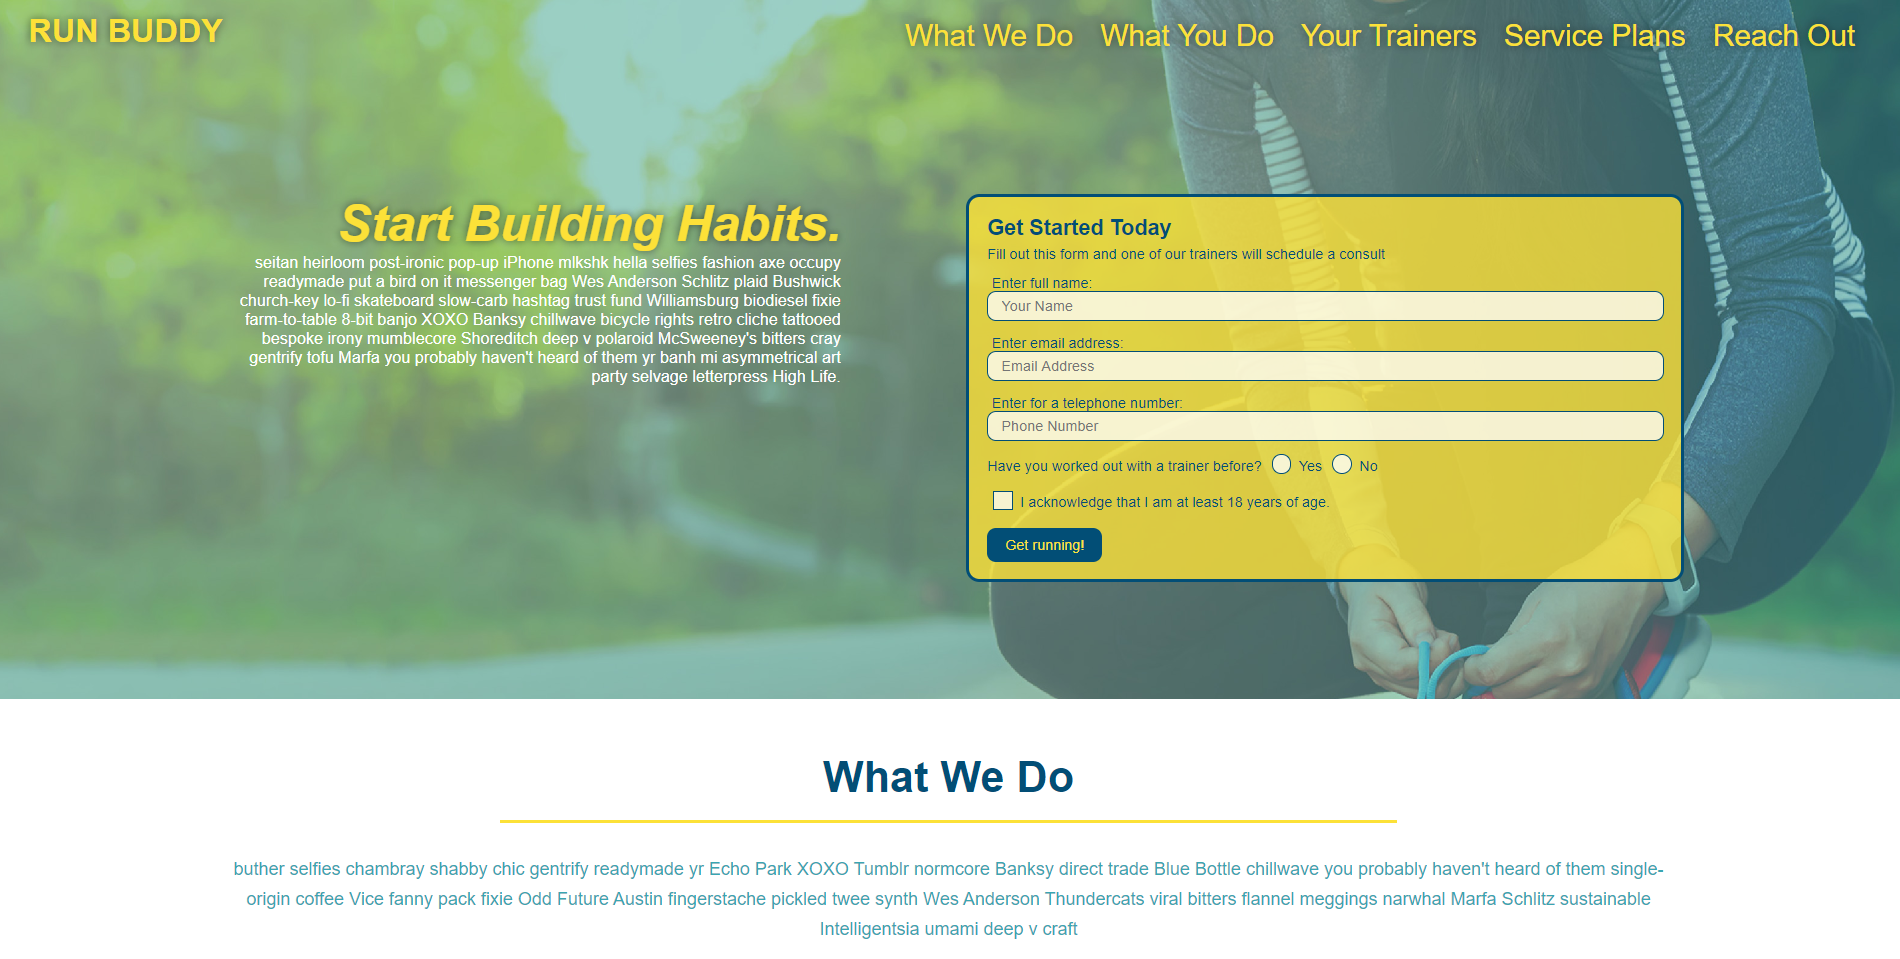 RUN BUDDY
What We Do What You Do Your Trainers Service Plans Reach Out
Start Building Habits.
seitan heirloom post-ironic pop-up iPhone mlkshk hella selfies fashion axe occupy
readymade put a bird on it messenger bag Wes Anderson Schlitz plaid Bushwick
church-key lo-fi skateboard slow-carb hashtag trust fund Williamsburg biodiesel fixie
farm-to-table 8-bit banjo XOXO Banksy chillwave bicycle rights retro cliche tattooed
bespoke irony mumblecore Shoreditch deep v polaroid McSweeney's bitters cray
gentrify tofu Marfa you probably haven't heard of them yr banh mi asymmetrical art
party selvage letterpress High Life.
Get Started Today
Fill out this form and one of our trainers will schedule a consult
Enter full name:
Your Name
Enter email address:
Email Address
Enter for a telephone number:
Phone Number
Have you worked out with a trainer before? Yes No
I acknowledge that I am at least 18 years of age.
Get running!
What We Do
buther selfies chambray shabby chic gentrify readymade yr Echo Park XOXO Tumblr normcore Banksy direct trade Blue Bottle chillwave you probably haven't heard of them single-
origin coffee Vice fanny pack fixie Odd Future Austin fingerstache pickled twee synth Wes Anderson Thundercats viral bitters flannel meggings narwhal Marfa Schlitz sustainable
Intelligentsia umami deep v craft